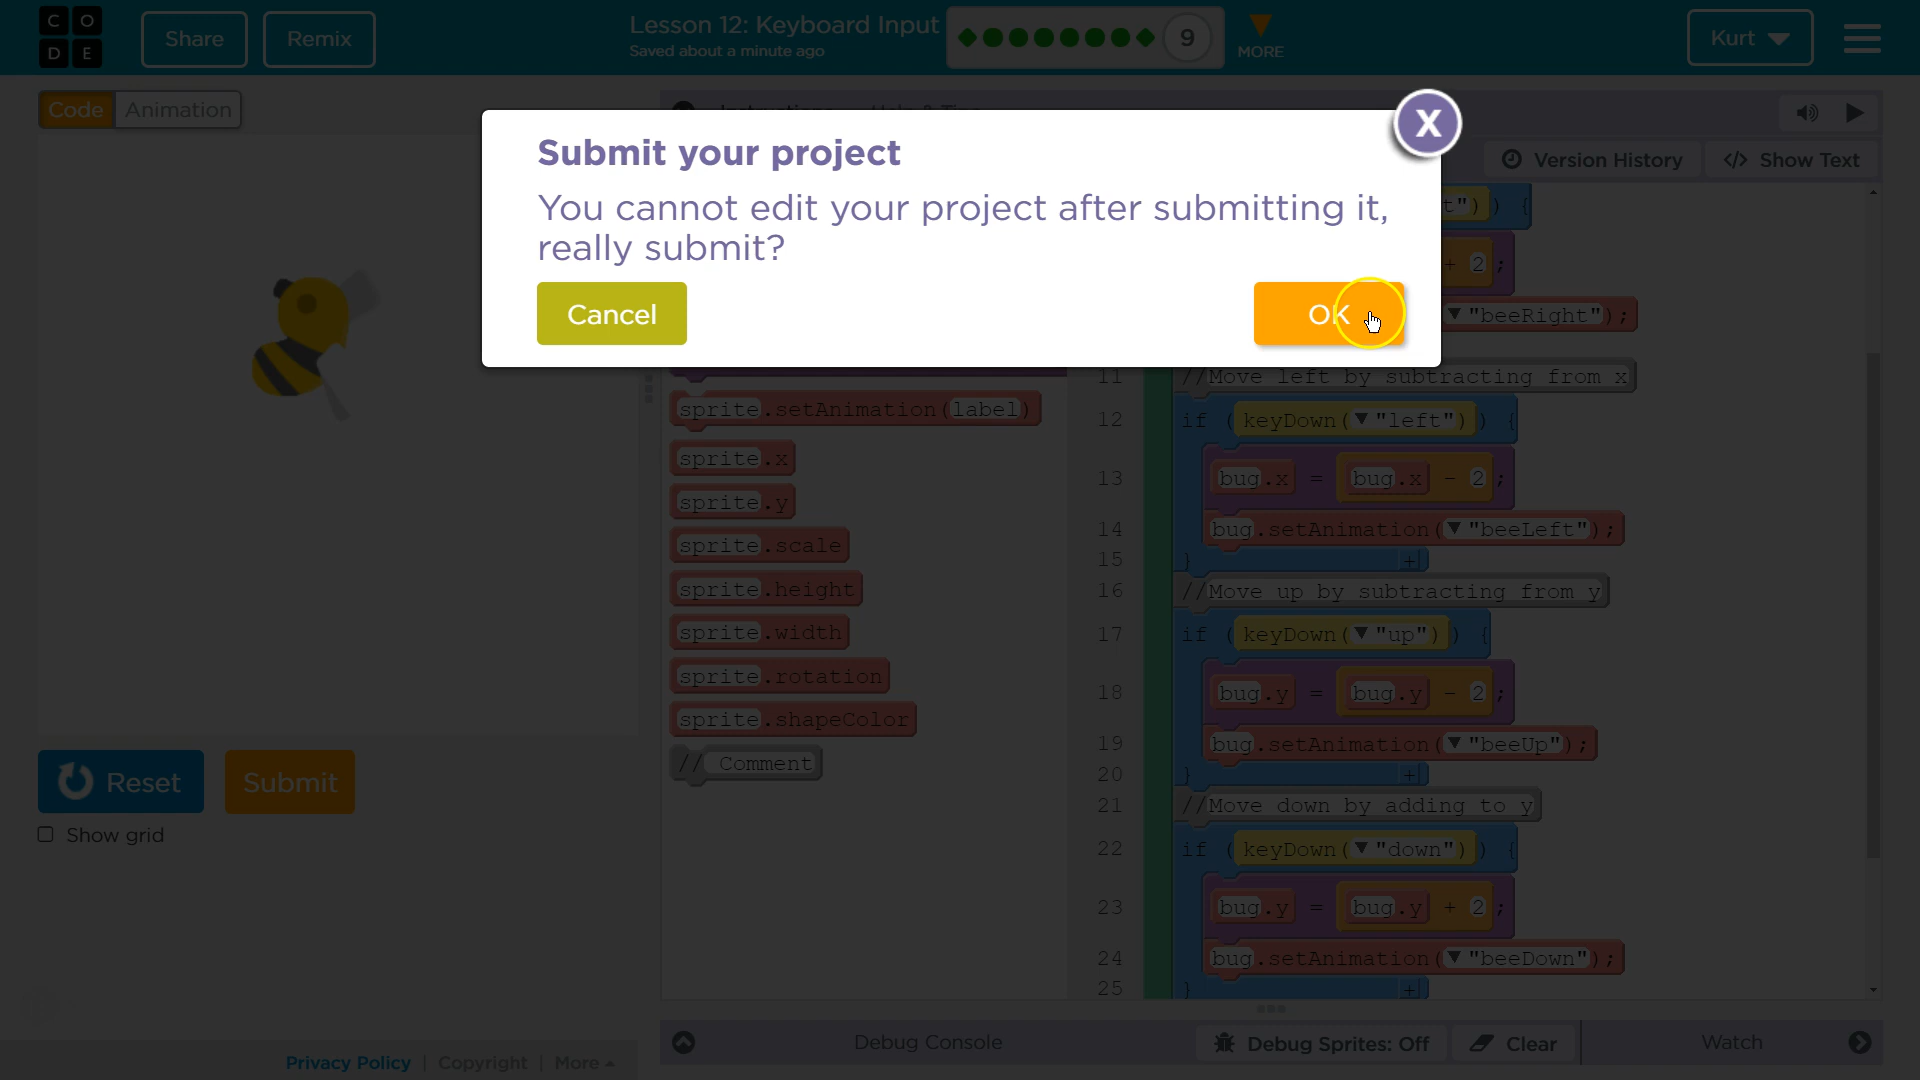 C O
D E
Share
Remix
Lesson 12: Keyboard Input
Saved about a minute ago
9
MORE
Kurt
Code
Animation
Instructions
Help & Tips
Submit your project
You cannot edit your project after submitting it,
really submit?
Cancel
OK
X
Version History
</> Show Text
t") ) {
+ 2 ;
▼ "beeRight");
sprite.setAnimation(label)
sprite.x
sprite.y
sprite.scale
sprite.height
sprite.width
sprite.rotation
sprite.shapeColor
// Comment
11 //Move left by subtracting from x
12 if ( keyDown(▼ "left") ) {
13 bug.x = bug.x - 2 ;
14 bug.setAnimation(▼ "beeLeft");
15 } +
16 //Move up by subtracting from y
17 if ( keyDown(▼ "up") ) {
18 bug.y = bug.y - 2 ;
19 bug.setAnimation(▼ "beeUp");
20 } +
21 //Move down by adding to y
22 if ( keyDown(▼ "down") ) {
23 bug.y = bug.y + 2 ;
24 bug.setAnimation(▼ "beeDown");
25 } +
Reset
Submit
Show grid
Privacy Policy | Copyright | More
Debug Console
Debug Sprites: Off
Clear
Watch